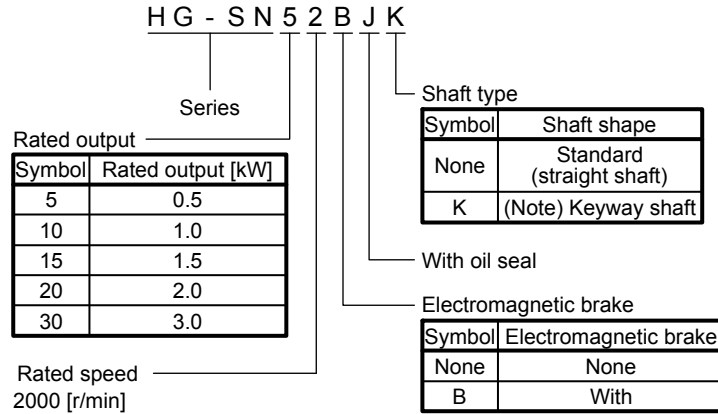 HG-SN52BJK
Series
Rated output
Symbol Rated output [kW]
5 0.5
10 1.0
15 1.5
20 2.0
30 3.0
Rated speed
2000 [r/min]
Shaft type
Symbol Shaft shape
None Standard
(straight shaft)
K (Note) Keyway shaft
With oil seal
Electromagnetic brake
Symbol Electromagnetic brake
None None
B With